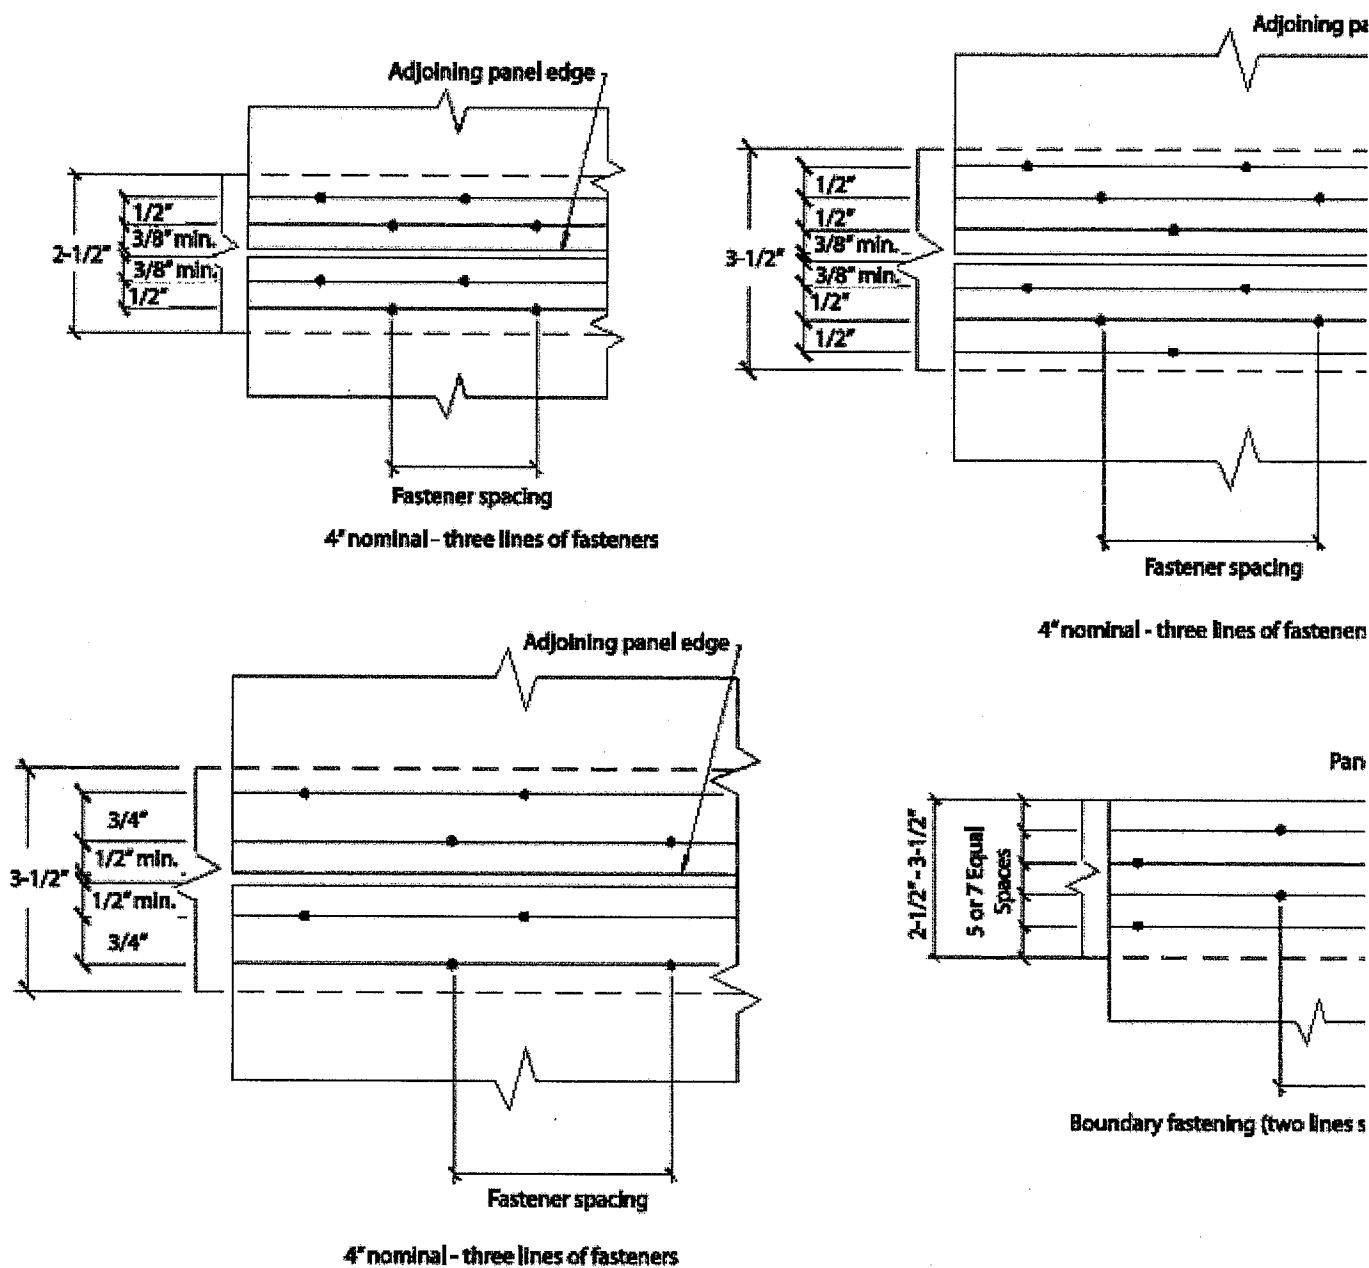 Adjoining panel edge
2-1/2"
1/2"
3/8" min.
3/8" min.
1/2"
Fastener spacing
4" nominal - three lines of fasteners
Adjoining pa
3-1/2"
1/2"
1/2"
3/8" min.
3/8" min.
1/2"
1/2"
Fastener spacing
4" nominal - three lines of fasteners
Adjoining panel edge
3-1/2"
3/4"
1/2" min.
1/2" min.
3/4"
Fastener spacing
4" nominal - three lines of fasteners
Pan
2-1/2" - 3-1/2"
5 or 7 Equal
Spaces
Boundary fastening (two lines s